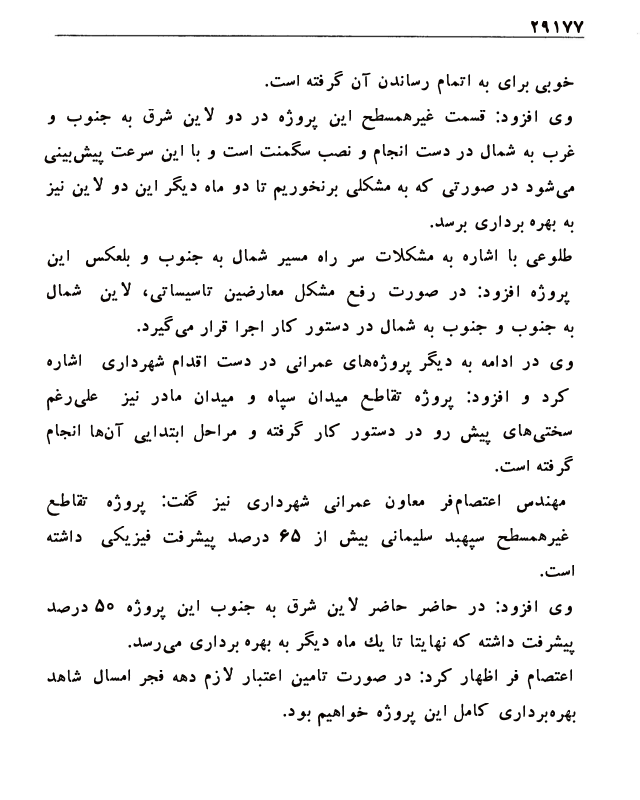 ۲۹۱۷۷
خوبی برای به اتمام رساندن آن گرفته است.
وی افزود: قسمت غیرهمسطح این پروژه در دو لاین شرق به جنوب و
غرب به شمال در دست انجام و نصب سگمنت است و با این سرعت پیش‌بینی
می‌شود در صورتی که به مشکلی برنخوریم تا دو ماه دیگر این دو لاین نیز
به بهره برداری برسد.
طلوعی با اشاره به مشکلات سر راه مسیر شمال به جنوب و بلعکس این
پروژه افزود: در صورت رفع مشکل معارضین تاسیساتی، لاین شمال
به جنوب و جنوب به شمال در دستور کار اجرا قرار می‌گیرد.
وی در ادامه به دیگر پروژه‌های عمرانی در دست اقدام شهرداری اشاره
کرد و افزود: پروژه تقاطع میدان سپاه و میدان مادر نیز علی‌رغم
سختی‌های پیش رو در دستور کار گرفته و مراحل ابتدایی آن‌ها انجام
گرفته است.
مهندس اعتصام‌فر معاون عمرانی شهرداری نیز گفت: پروژه تقاطع
غیرهمسطح سپهبد سلیمانی بیش از ۶۵ درصد پیشرفت فیزیکی داشته
است.
وی افزود: در حاضر حاضر لاین شرق به جنوب این پروژه ۵۰ درصد
پیشرفت داشته که نهایتا تا یك ماه دیگر به بهره برداری می‌رسد.
اعتصام فر اظهار کرد: در صورت تامین اعتبار لازم دهه فجر امسال شاهد
بهره‌برداری کامل این پروژه خواهیم بود.